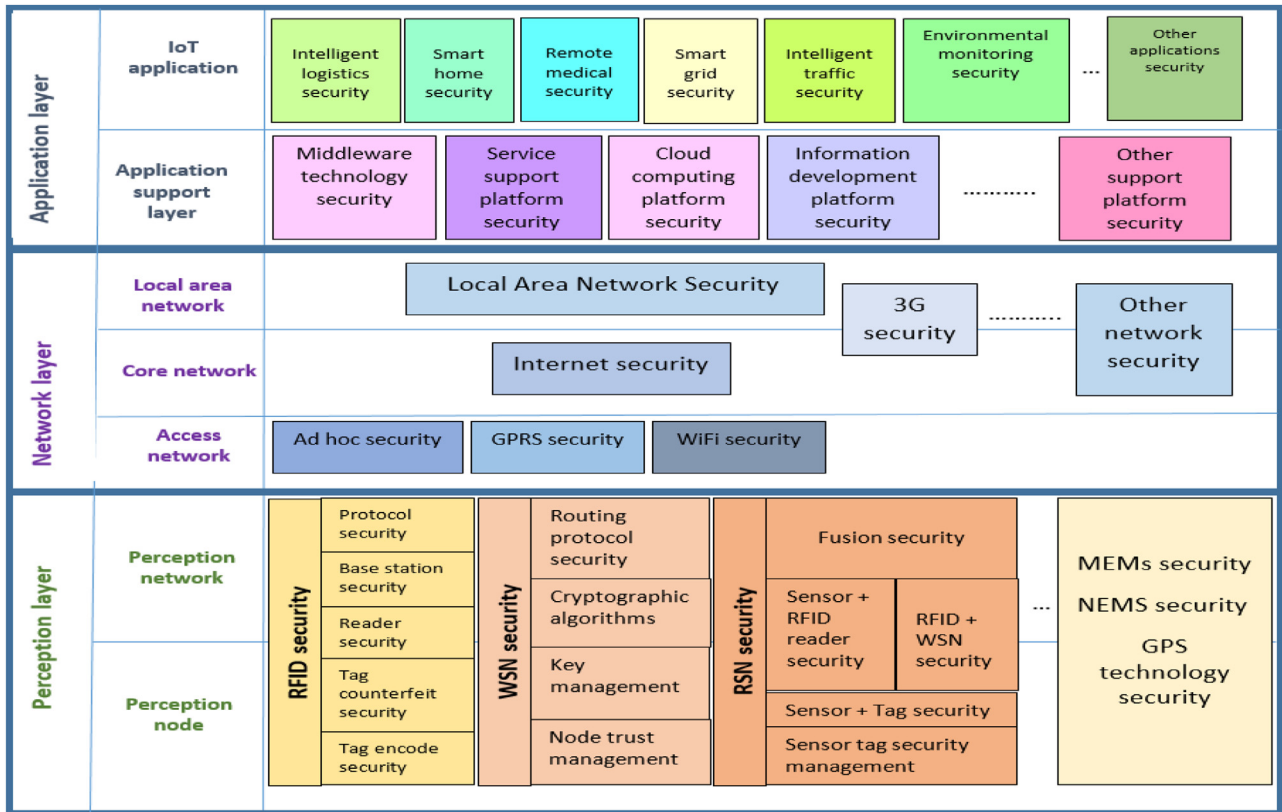 Application layer
IoT
application
Intelligent
logistics
security
Smart
home
security
Remote
medical
security
Smart
grid
security
Intelligent
traffic
security
Environmental
monitoring
security
...
Other
applications
security
Application
support
layer
Middleware
technology
security
Service
support
platform
security
Cloud
computing
platform
security
Information
development
platform
security
..........
Other
support
platform
security
Network layer
Local area
network
Local Area Network Security
3G
security
..........
Other
network
security
Core network
Internet security
Access
network
Ad hoc security
GPRS security
WiFi security
Perception layer
Perception
network
Perception
node
RFID security
Protocol
security
Base station
security
Reader
security
Tag
counterfeit
security
Tag encode
security
WSN security
Routing
protocol
security
Cryptographic
algorithms
Key
management
Node trust
management
RSN security
Fusion security
Sensor +
RFID
reader
security
RFID +
WSN
security
Sensor + Tag security
Sensor tag security
management
...
MEMs security
NEMS security
GPS
technology
security